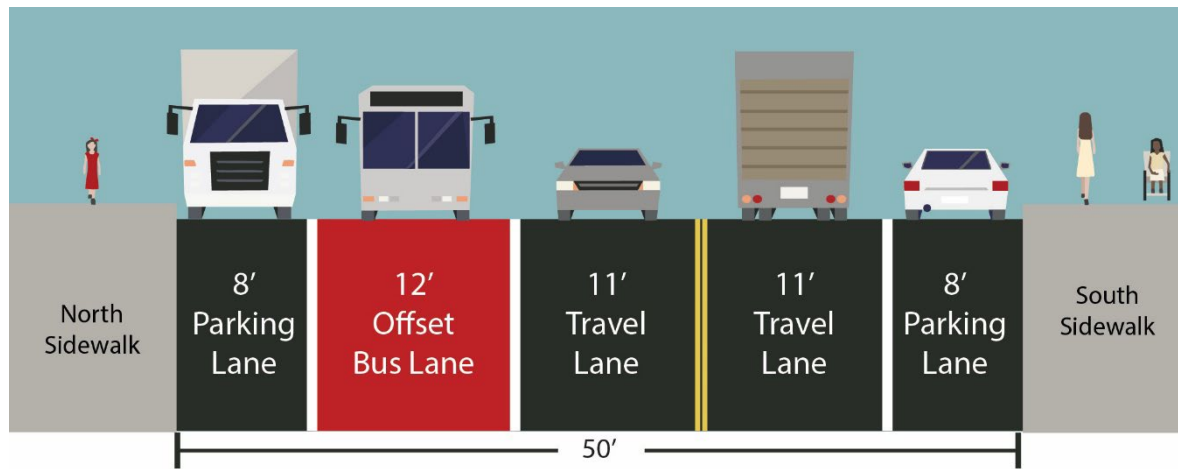 North
Sidewalk
8’
Parking
Lane
12’
Offset
Bus Lane
11’
Travel
Lane
11’
Travel
Lane
8’
Parking
Lane
South
Sidewalk
50’